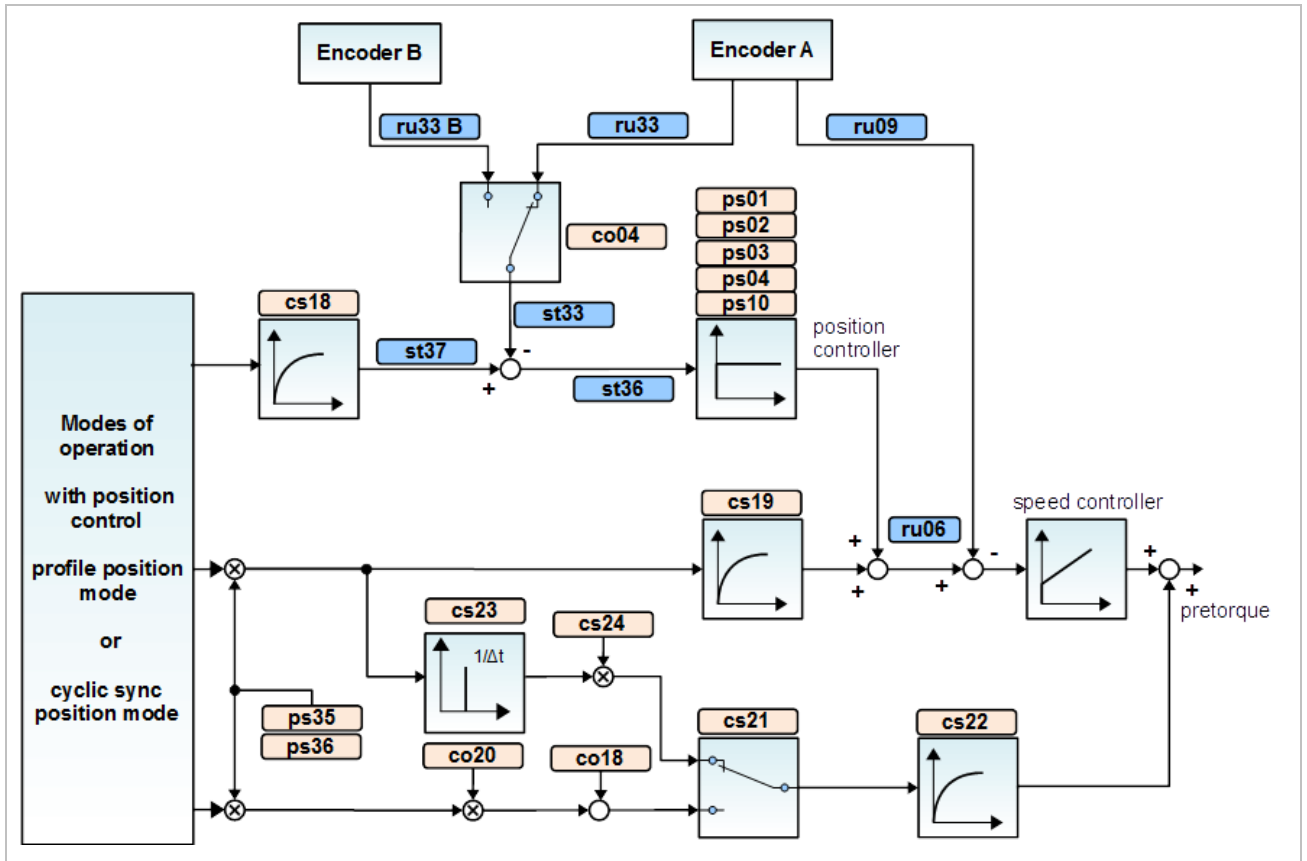 Encoder B
Encoder A
ru33 B
ru33
ru09
co04
ps01
ps02
ps03
ps04
ps10
cs18
st33
position
controller
st37
-
+
st36
Modes of
operation
with position
control
profile position
mode
or
cyclic sync
position mode
cs19
speed controller
ru06
+
+
-
+
+
+
pretorque
cs23
1/Δt
cs24
ps35
ps36
co20
co18
cs21
cs22